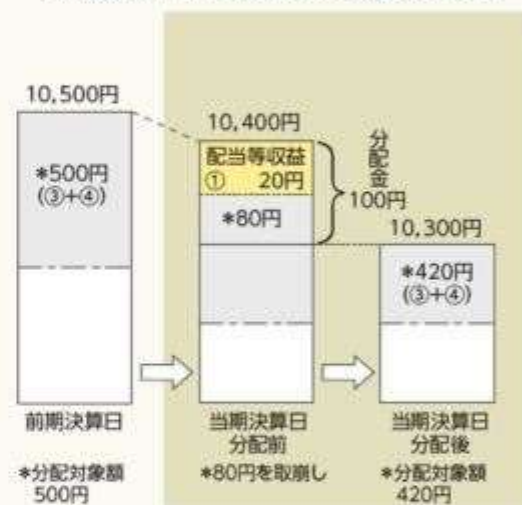 10,500円
*500円
(③+④)
前期決算日
*分配対象額
500円
10,400円
配当等収益
① 20円
*80円
分配金
100円
当期決算日
分配前
*80円を取崩し
10,300円
*420円
(③+④)
当期決算日
分配後
*分配対象額
420円